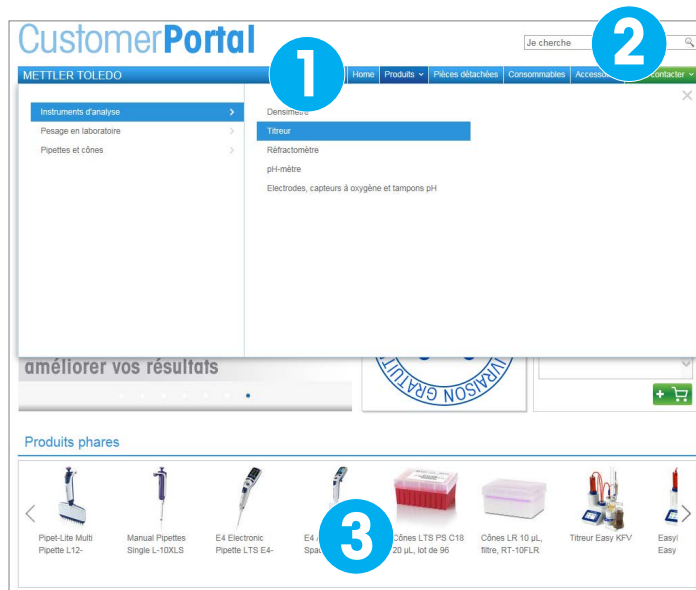 CustomerPortal
Je cherche
2
1
METTLER TOLEDO
Home Produits Pièces détachées Consommables contacter
Instruments d'analyse
Pesage en laboratoire
Pipettes et cônes
Densimètre
Titreur
Réfractomètre
pH-mètre
Electrodes, capteurs à oxygène et tampons pH
améliorer vos résultats
LIVRAISON GRATUITE
Produits phares
Pipet-Lite Multi
Pipette L12-
Manual Pipettes
Single L-10XLS
E4 Electronic
Pipette LTS E4-
E4
3
Cônes LTS PS C18
20 µL, lot de 96
Cônes LR 10 µL,
filtre, RT-10FLR
Titreur Easy KFV
Easy